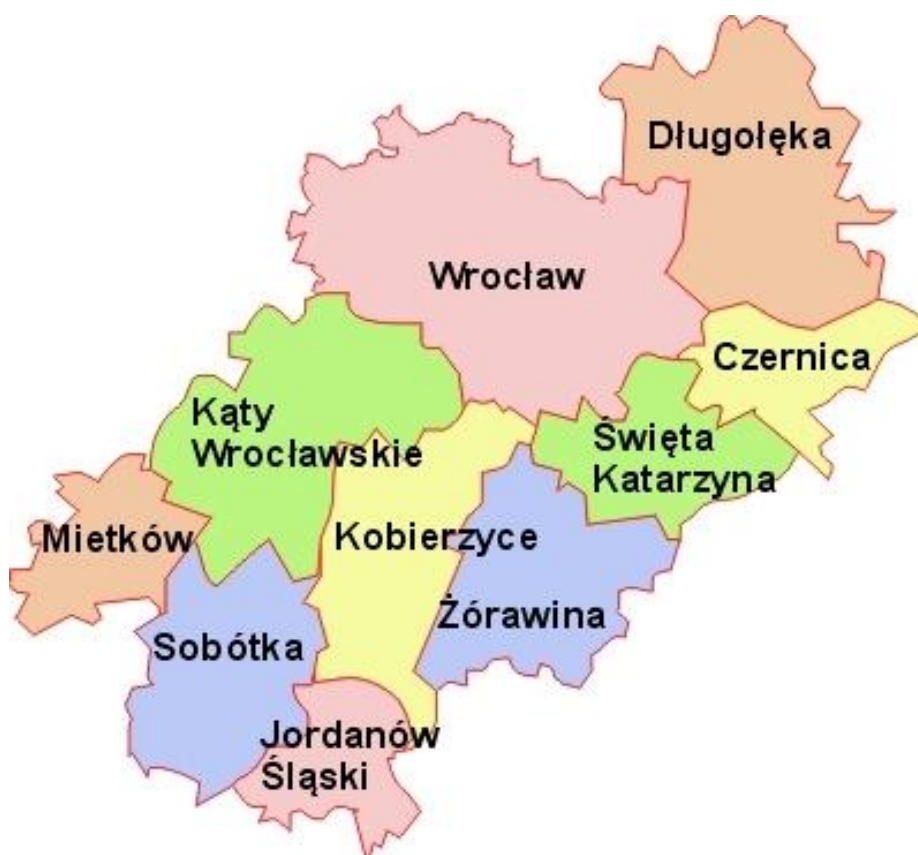 Długołęka
Wrocław
Czernica
Kąty
Wrocławskie
Święta
Katarzyna
Mietków
Kobierzyce
Żórawina
Sobótka
Jordanów
Śląski